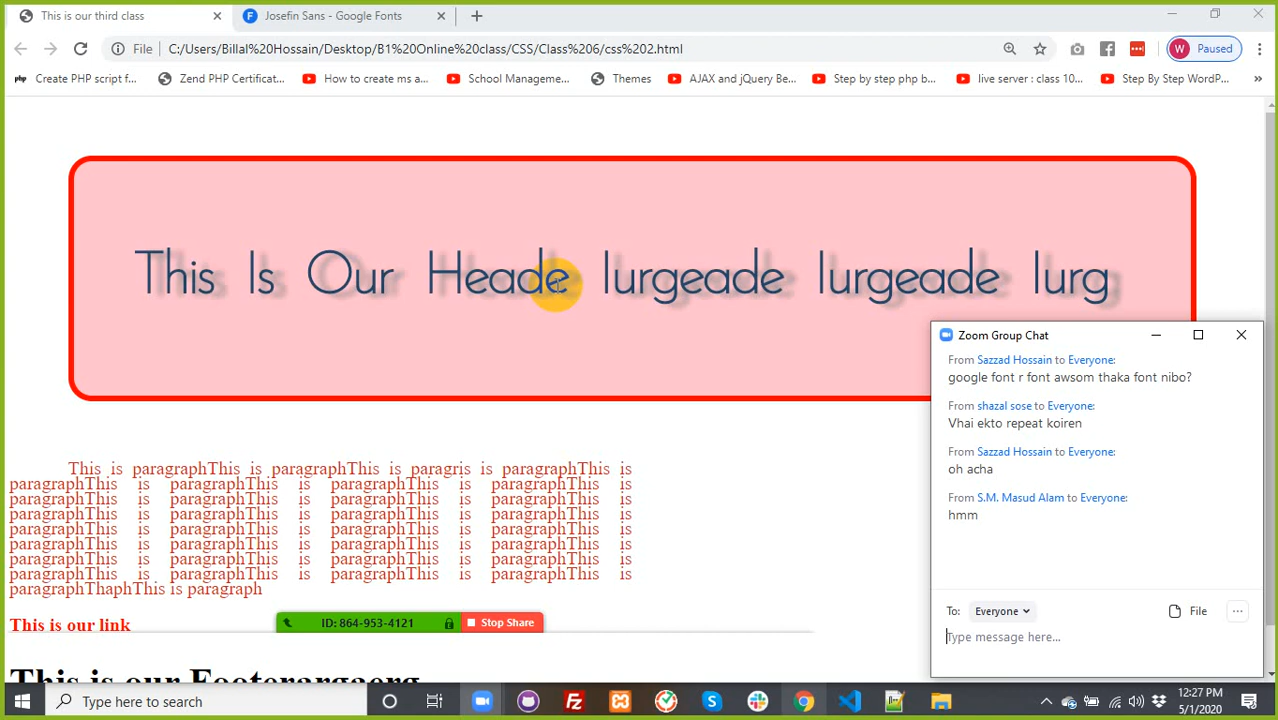 This is our third class
Josefin Sans - Google Fonts
File
C:/Users/Billal%20Hossain/Desktop/B1%20Online%20class/CSS/Class%206/css%202.html
W
Paused
Create PHP script f...
Zend PHP Certificat...
How to create ms a...
School Manageme...
Themes
AJAX and jQuery Be...
Step by step php b...
live server : class 10...
Step By Step WordP...
»
This Is Our Heade lurgeade lurgeade lurg
This is paragraphThis is paragraphThis is paragris is paragraphThis is
paragraphThis is paragraphThis is paragraphThis is paragraphThis is
paragraphThis is paragraphThis is paragraphThis is paragraphThis is
paragraphThis is paragraphThis is paragraphThis is paragraphThis is
paragraphThis is paragraphThis is paragraphThis is paragraphThis is
paragraphThis is paragraphThis is paragraphThis is paragraphThis is
paragraphThis is paragraphThis is paragraphThis is paragraphThis is
paragraphThis is paragraphThis is paragraphThis is paragraphThis is
paragraphThaphThis is paragraph
This is our link
ID: 864-953-4121
Stop Share
This is our Footerargaerg
Zoom Group Chat
From Sazzad Hossain to Everyone:
google font r font awsom thaka font nibo?
From shazal sose to Everyone:
Vhai ekto repeat koiren
From Sazzad Hossain to Everyone:
oh acha
From S.M. Masud Alam to Everyone:
hmm
To: Everyone
File
...
Type message here...
Type here to search
12:27 PM
5/1/2020